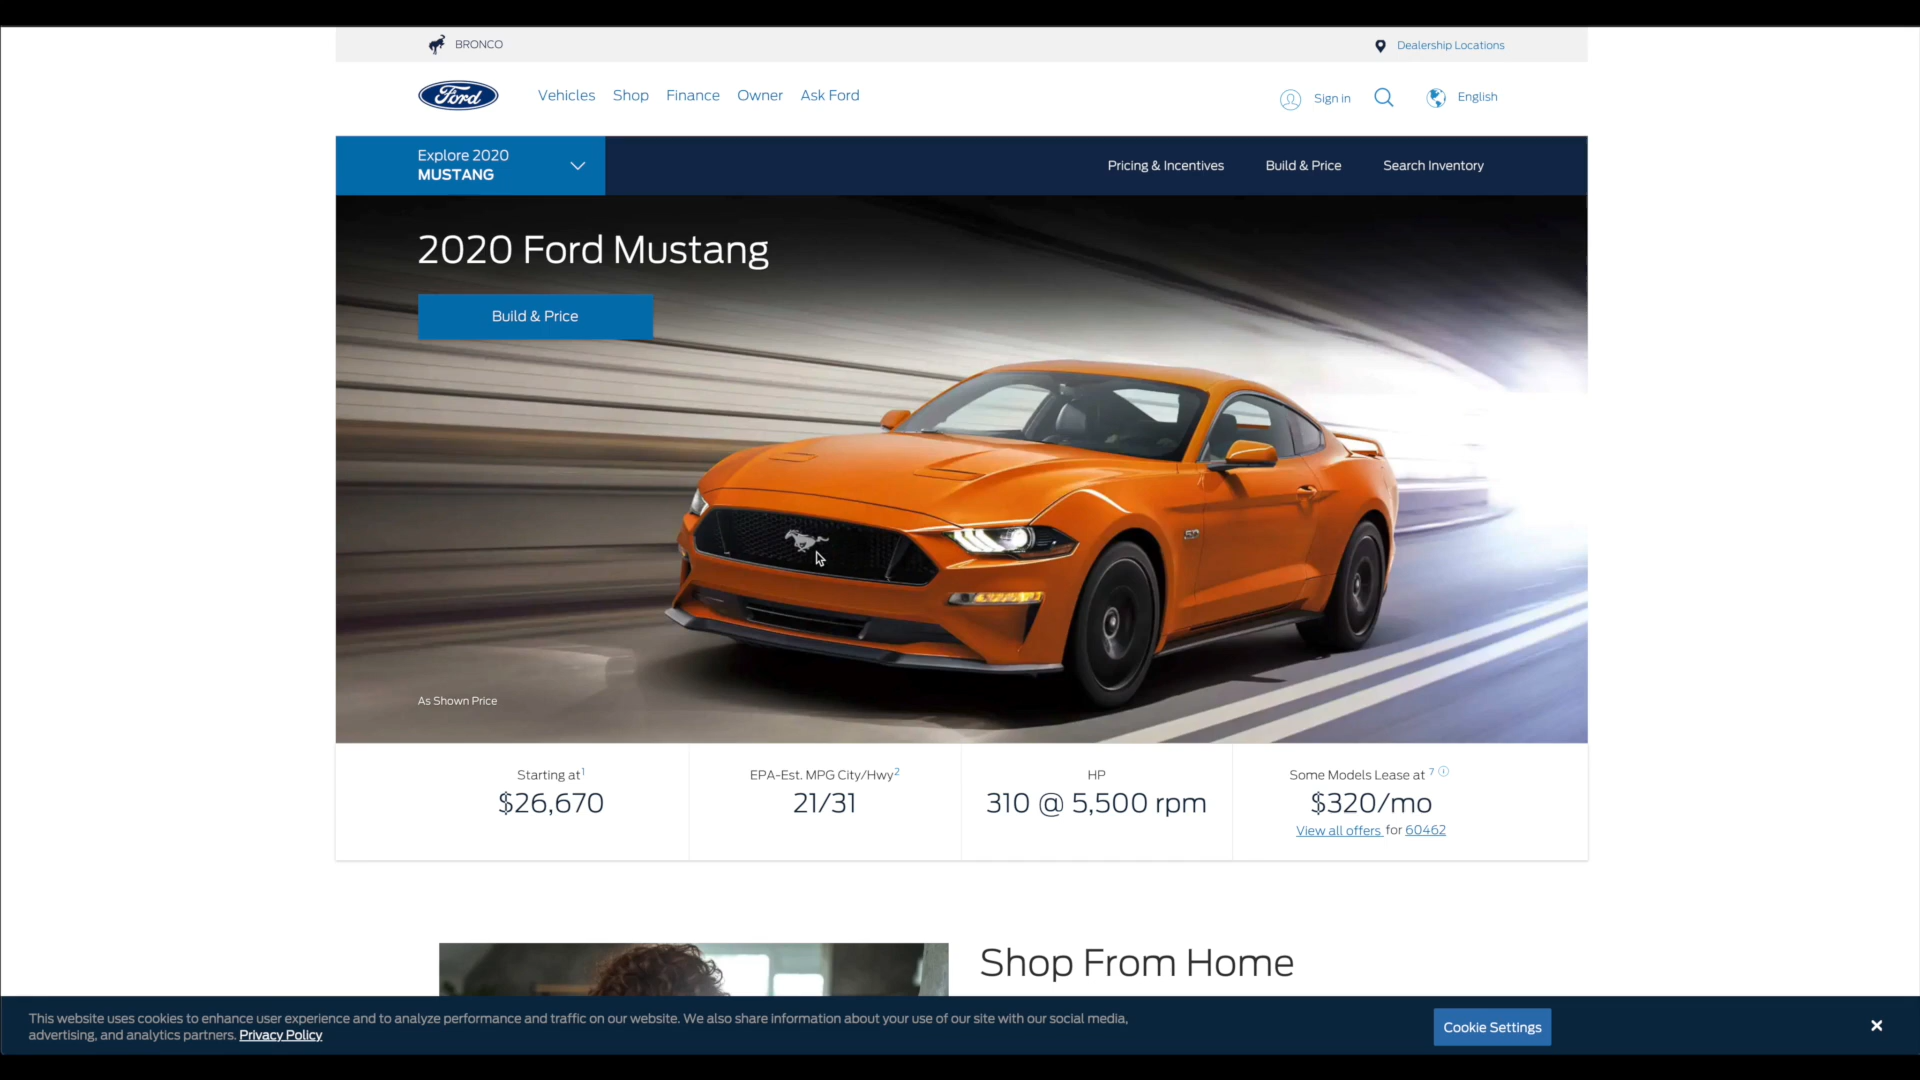 BRONCO
Dealership Locations
Ford
Vehicles
Shop
Finance
Owner
Ask Ford
Sign in
English
Explore 2020
MUSTANG
Pricing & Incentives
Build & Price
Search Inventory
2020 Ford Mustang
Build & Price
5.0
As Shown Price
Starting at1
$26,670
EPA-Est. MPG City/Hwy2
21/31
HP
310 @ 5,500 rpm
Some Models Lease at 7
$320/mo
View all offers for 60462
Shop From Home
This website uses cookies to enhance user experience and to analyze performance and traffic on our website. We also share information about your use of our site with our social media,
advertising, and analytics partners. Privacy Policy
Cookie Settings